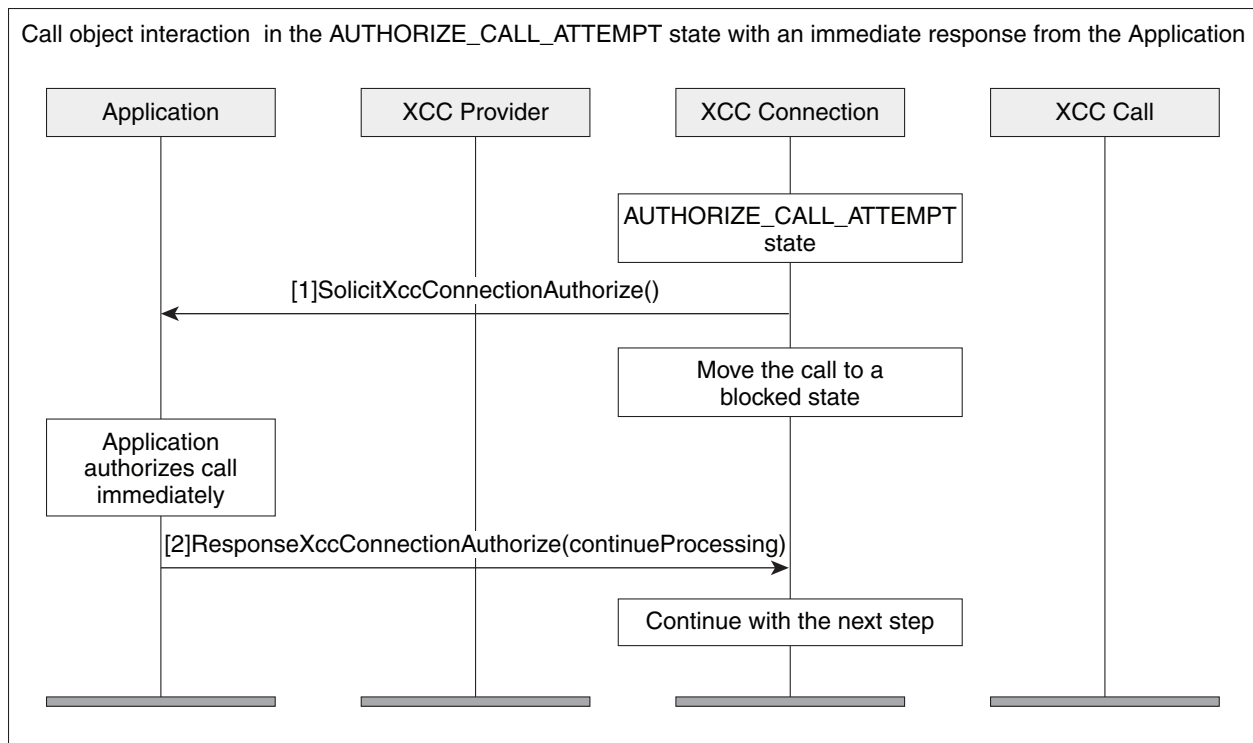 Call object interaction in the AUTHORIZE_CALL_ATTEMPT state with an immediate response from the Application
Application
XCC Provider
XCC Connection
XCC Call
AUTHORIZE_CALL_ATTEMPT
state
[1]SolicitXccConnectionAuthorize()
Move the call to a
blocked state
Application
authorizes call
immediately
[2]ResponseXccConnectionAuthorize(continueProcessing)
Continue with the next step